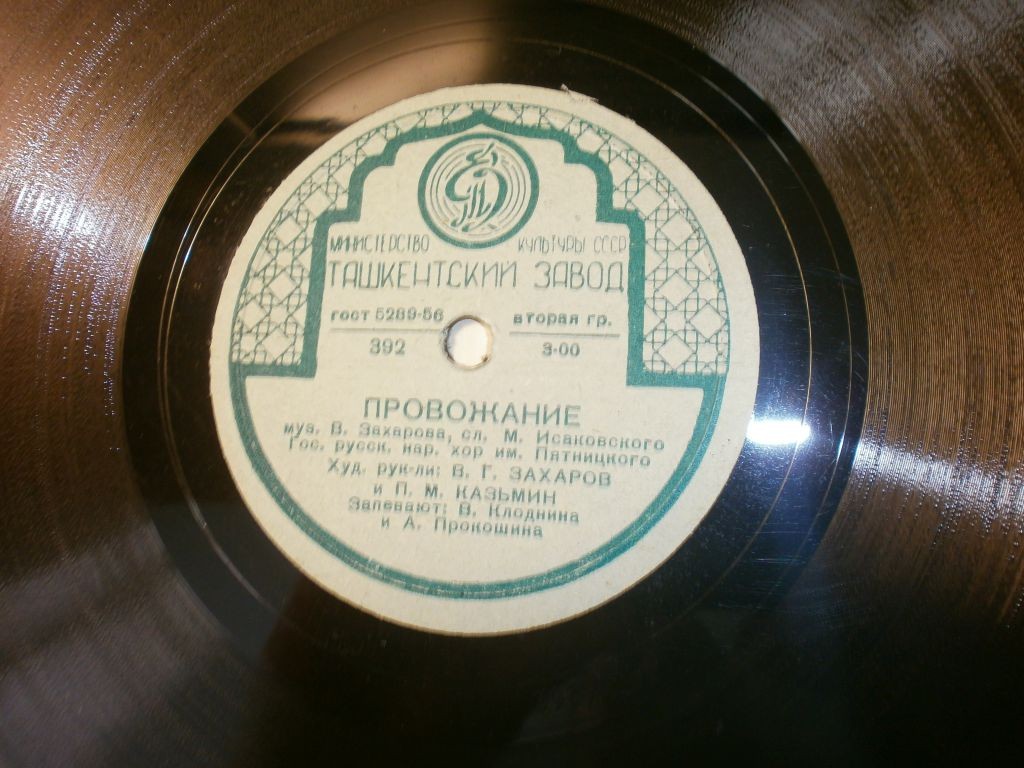 МИНИСТЕРСТВО КУЛЬТУРЫ СССР
ТАШКЕНТСКИЙ ЗАВОД
гост 5289-56 вторая гр.
392 3-00
ПРОВОЖАНИЕ
муз. В. Захарова, сл. М. Исаковского
Гос. русск. нар. хор им. Пятницкого
Худ. рук-ли: В. Г. ЗАХАРОВ
и П. М. КАЗЬМИН
Запевают: В. Клоднина
и А. Прокошина